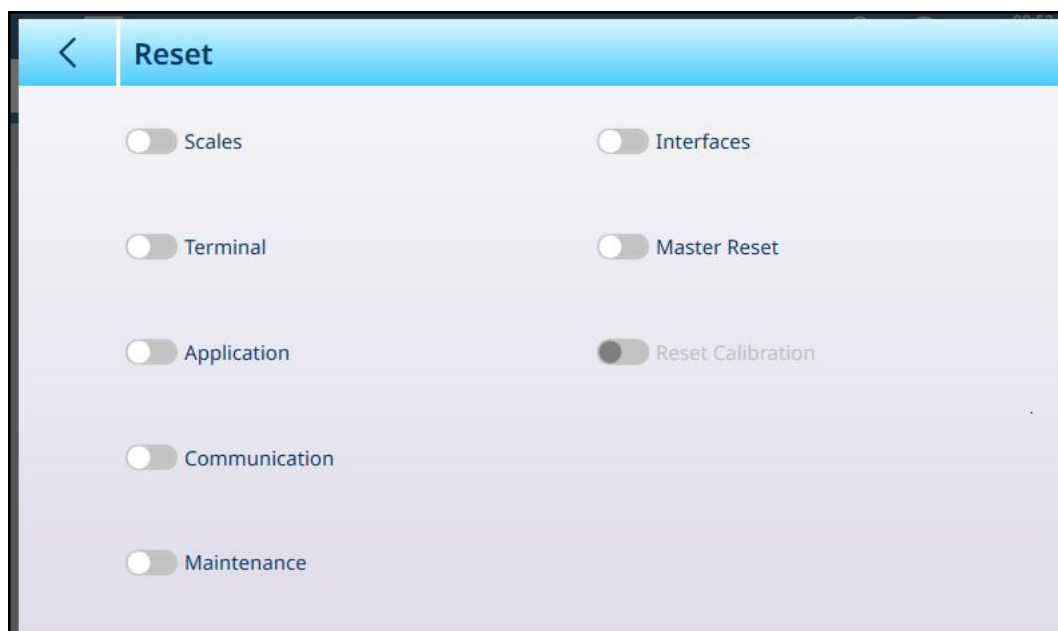 Reset
Scales
Interfaces
Terminal
Master Reset
Application
Reset Calibration
Communication
Maintenance